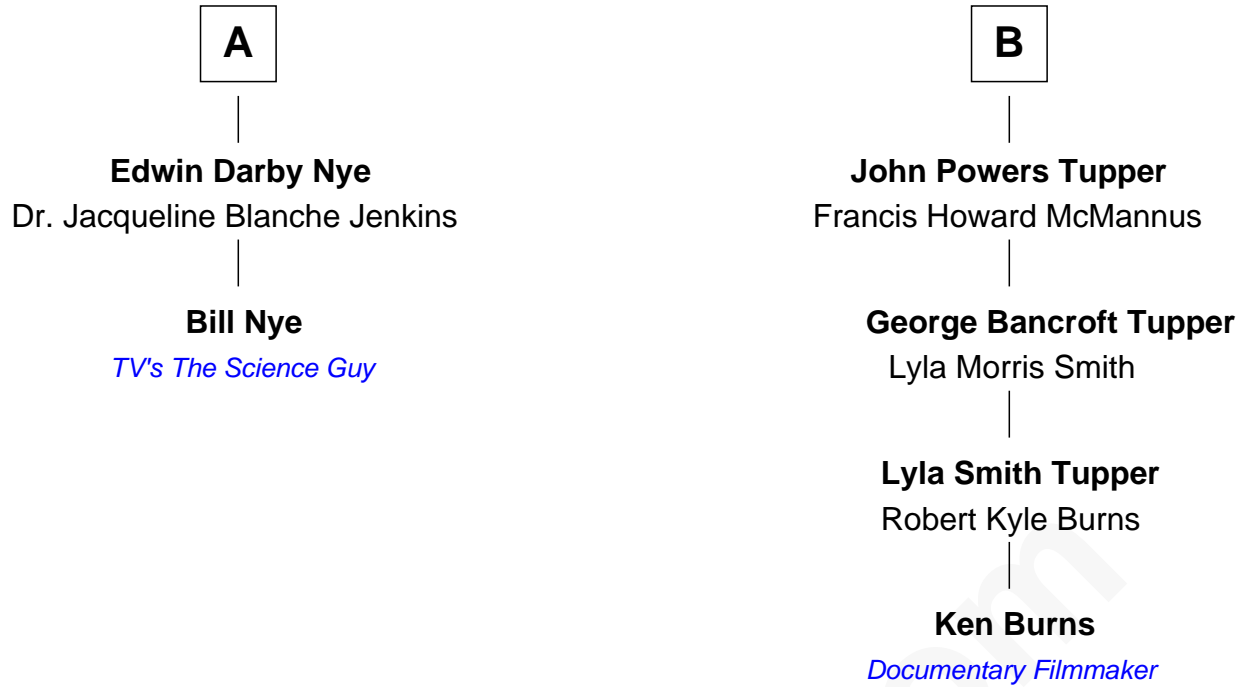 A
Edwin Darby Nye
Dr. Jacqueline Blanche Jenkins
Bill Nye
TV's The Science Guy
B
John Powers Tupper
Francis Howard McMannus
George Bancroft Tupper
Lyla Morris Smith
Lyla Smith Tupper
Robert Kyle Burns
Ken Burns
Documentary Filmmaker